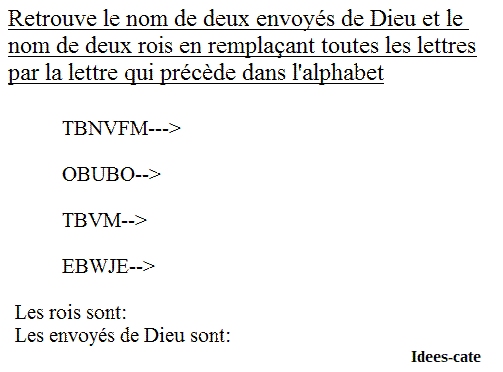 Retrouve le nom de deux envoyés de Dieu et le
nom de deux rois en remplaçant toutes les lettres
par la lettre qui précède dans l'alphabet
TBNVFM--->
OBUBO-->
TBVM-->
EBWJE-->
Les rois sont:
Les envoyés de Dieu sont:
Idees-cate